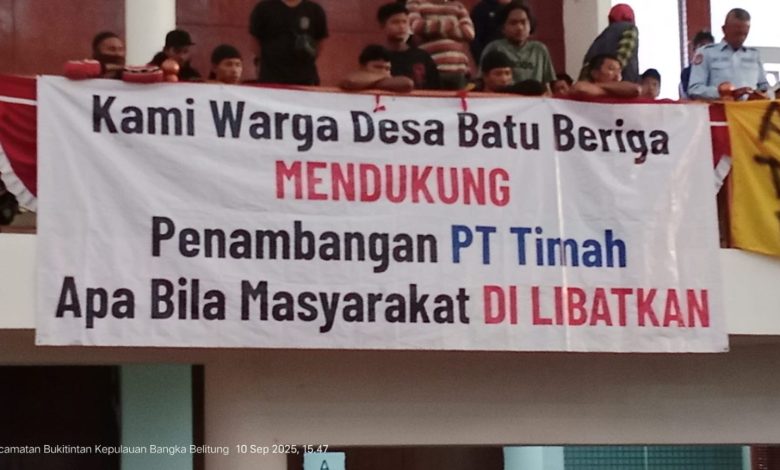 Kami Warga Desa Batu Beriga
MENDUKUNG
Penambangan PT Timah
Apa Bila Masyarakat DI LIBATKAN
camatan Bukitintan Kepulauan Bangka Belitung 10 Sep 2025, 15.47
A